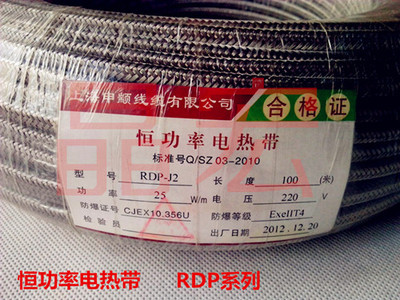 上海申顺线缆有限公司 合格证
恒功率电热带
标准号Q/SZ 03-2010
型 号 RDP-J2 长 度 100 (米)
功 率 25 W/m 电 压 220 V
防爆证号 CJEX10.356U 防爆等级 ExeIIT4
检 验 员 出厂日期 2012.12.20
恒功率电热带 RDP系列